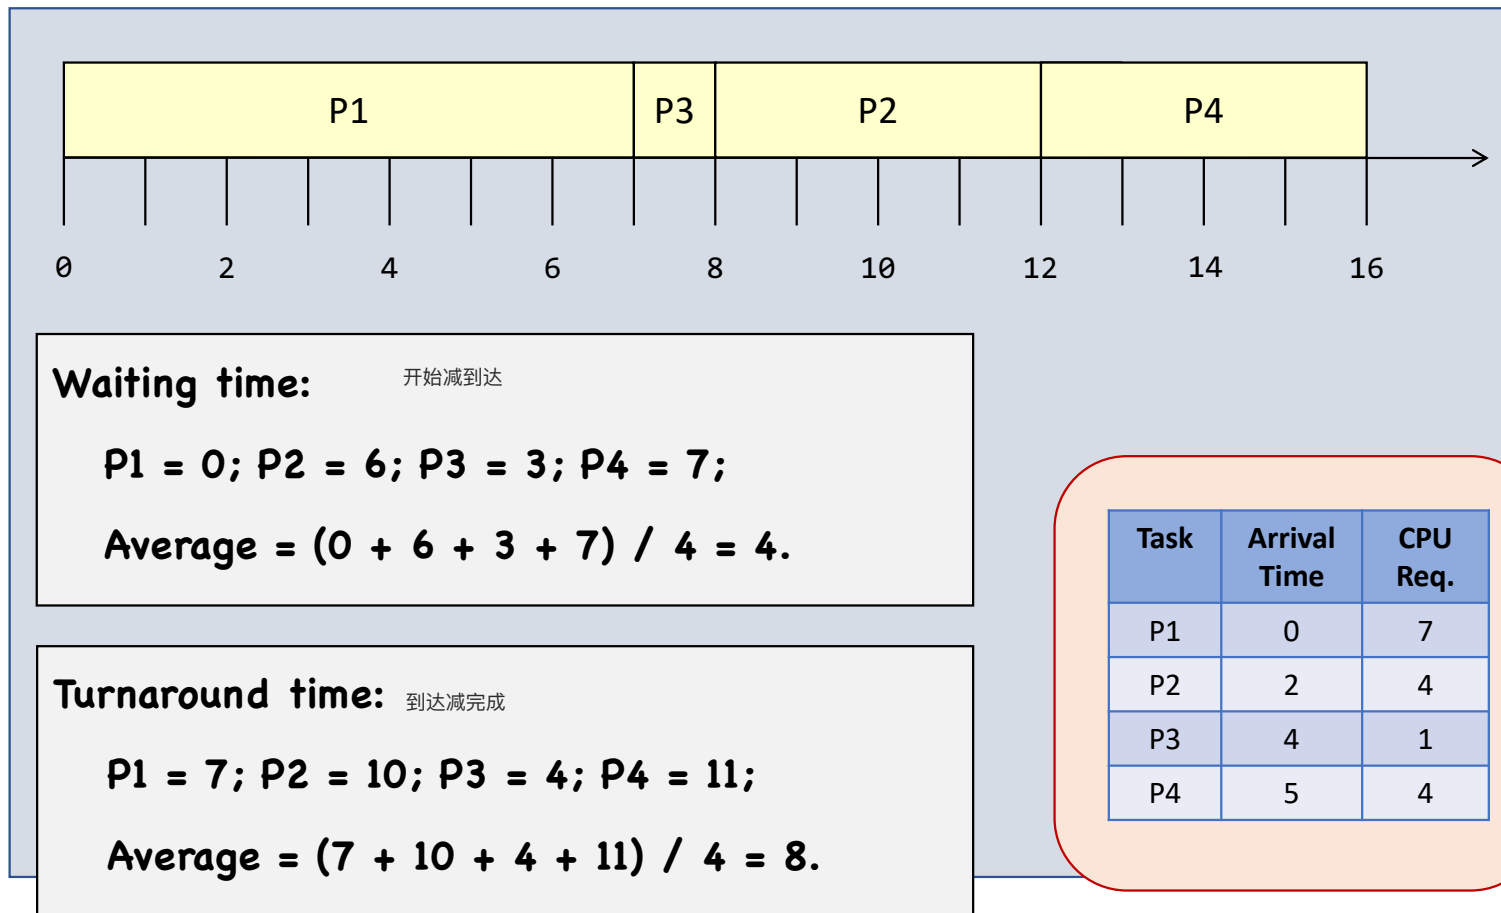 P1 P3 P2 P4
0 2 4 6 8 10 12 14 16
Waiting time: 开始减到达
P1 = 0; P2 = 6; P3 = 3; P4 = 7;
Average = (0 + 6 + 3 + 7) / 4 = 4.
Turnaround time: 到达减完成
P1 = 7; P2 = 10; P3 = 4; P4 = 11;
Average = (7 + 10 + 4 + 11) / 4 = 8.
Task Arrival CPU
Time Req.
P1 0 7
P2 2 4
P3 4 1
P4 5 4